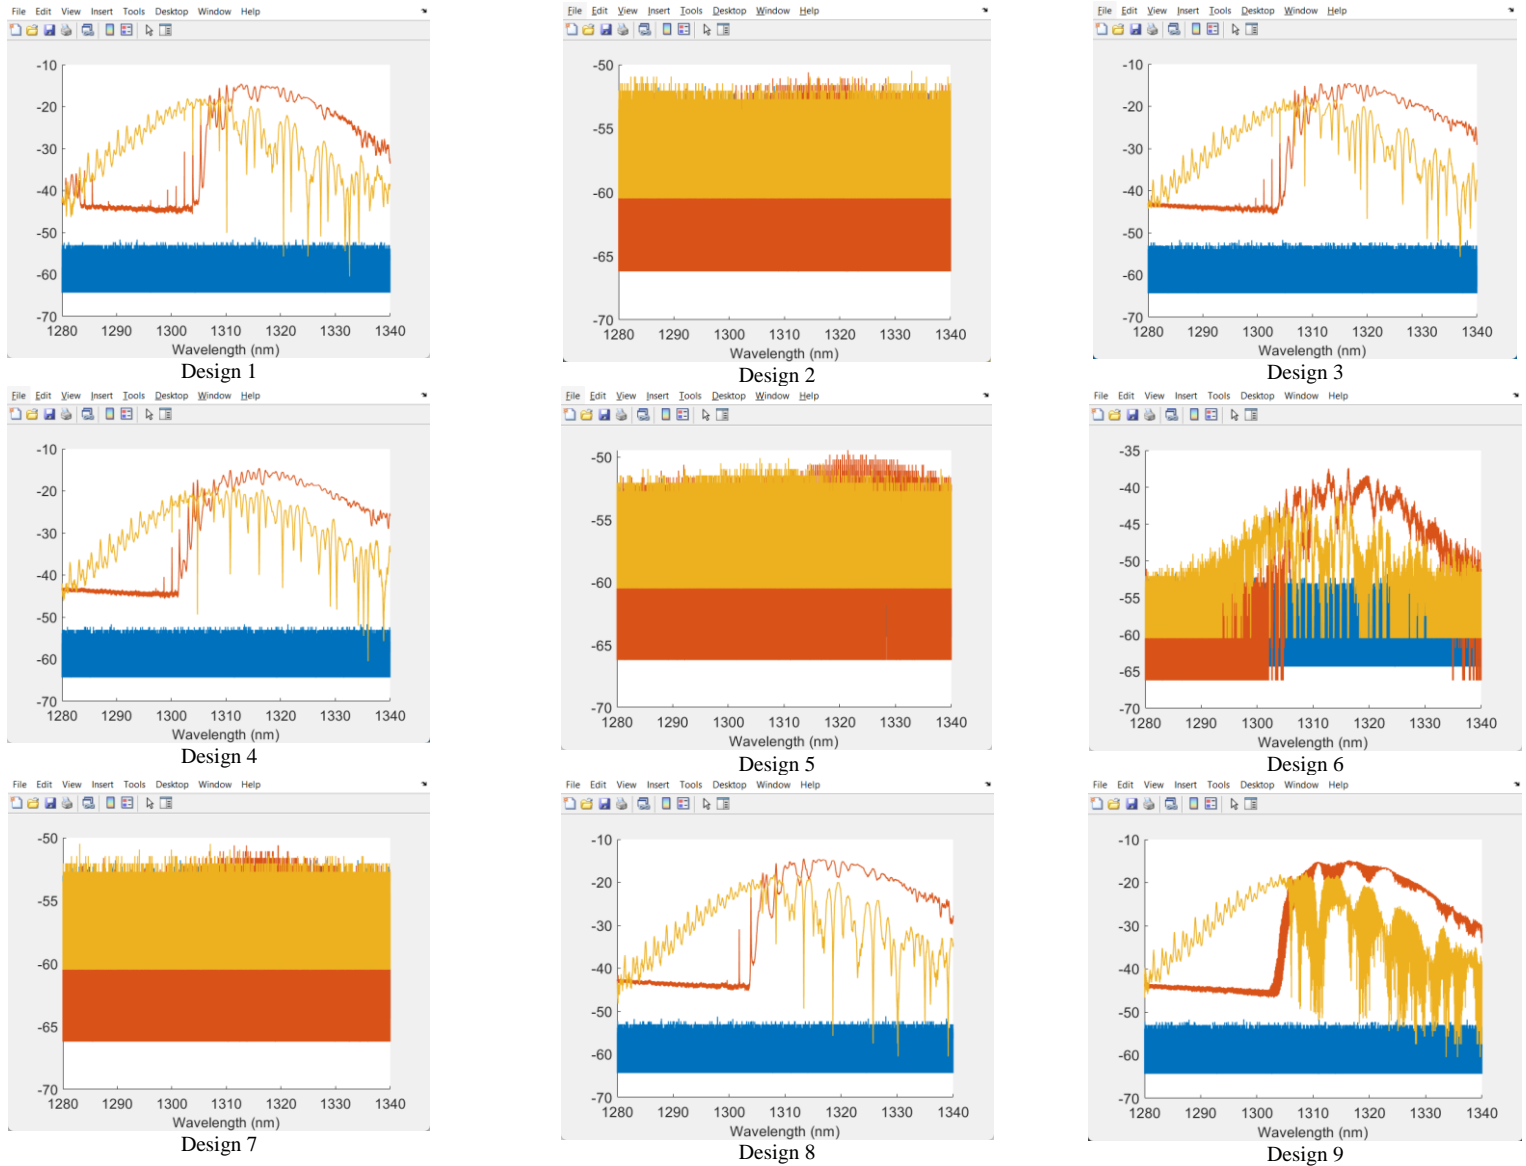 File Edit View Insert Tools Desktop Window Help
-10
-20
-30
-40
-50
-60
-70
1280 1290 1300 1310 1320 1330 1340
Wavelength (nm)
Design 1
File Edit View Insert Tools Desktop Window Help
-50
-55
-60
-65
-70
1280 1290 1300 1310 1320 1330 1340
Wavelength (nm)
Design 2
File Edit View Insert Tools Desktop Window Help
-10
-20
-30
-40
-50
-60
-70
1280 1290 1300 1310 1320 1330 1340
Wavelength (nm)
Design 3
File Edit View Insert Tools Desktop Window Help
-10
-20
-30
-40
-50
-60
-70
1280 1290 1300 1310 1320 1330 1340
Wavelength (nm)
Design 4
File Edit View Insert Tools Desktop Window Help
-50
-55
-60
-65
-70
1280 1290 1300 1310 1320 1330 1340
Wavelength (nm)
Design 5
File Edit View Insert Tools Desktop Window Help
-35
-40
-45
-50
-55
-60
-65
-70
1280 1290 1300 1310 1320 1330 1340
Wavelength (nm)
Design 6
File Edit View Insert Tools Desktop Window Help
-50
-55
-60
-65
-70
1280 1290 1300 1310 1320 1330 1340
Wavelength (nm)
Design 7
File Edit View Insert Tools Desktop Window Help
-10
-20
-30
-40
-50
-60
-70
1280 1290 1300 1310 1320 1330 1340
Wavelength (nm)
Design 8
File Edit View Insert Tools Desktop Window Help
-10
-20
-30
-40
-50
-60
-70
1280 1290 1300 1310 1320 1330 1340
Wavelength (nm)
Design 9